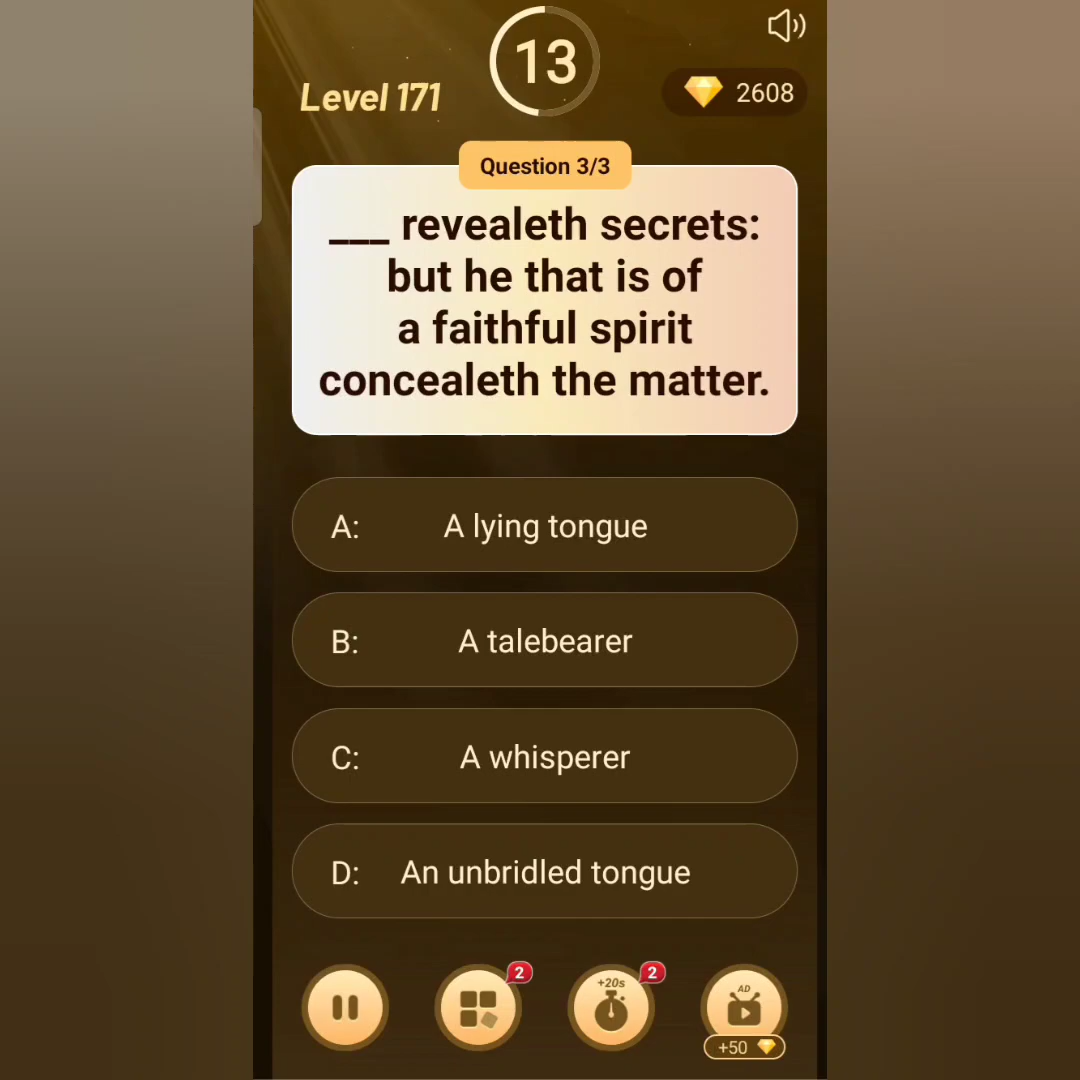 13
Level 171
2608
Question 3/3
___ revealeth secrets:
but he that is of
a faithful spirit
concealeth the matter.
A: A lying tongue
B: A talebearer
C: A whisperer
D: An unbridled tongue
2
+20s
2
AD
+50